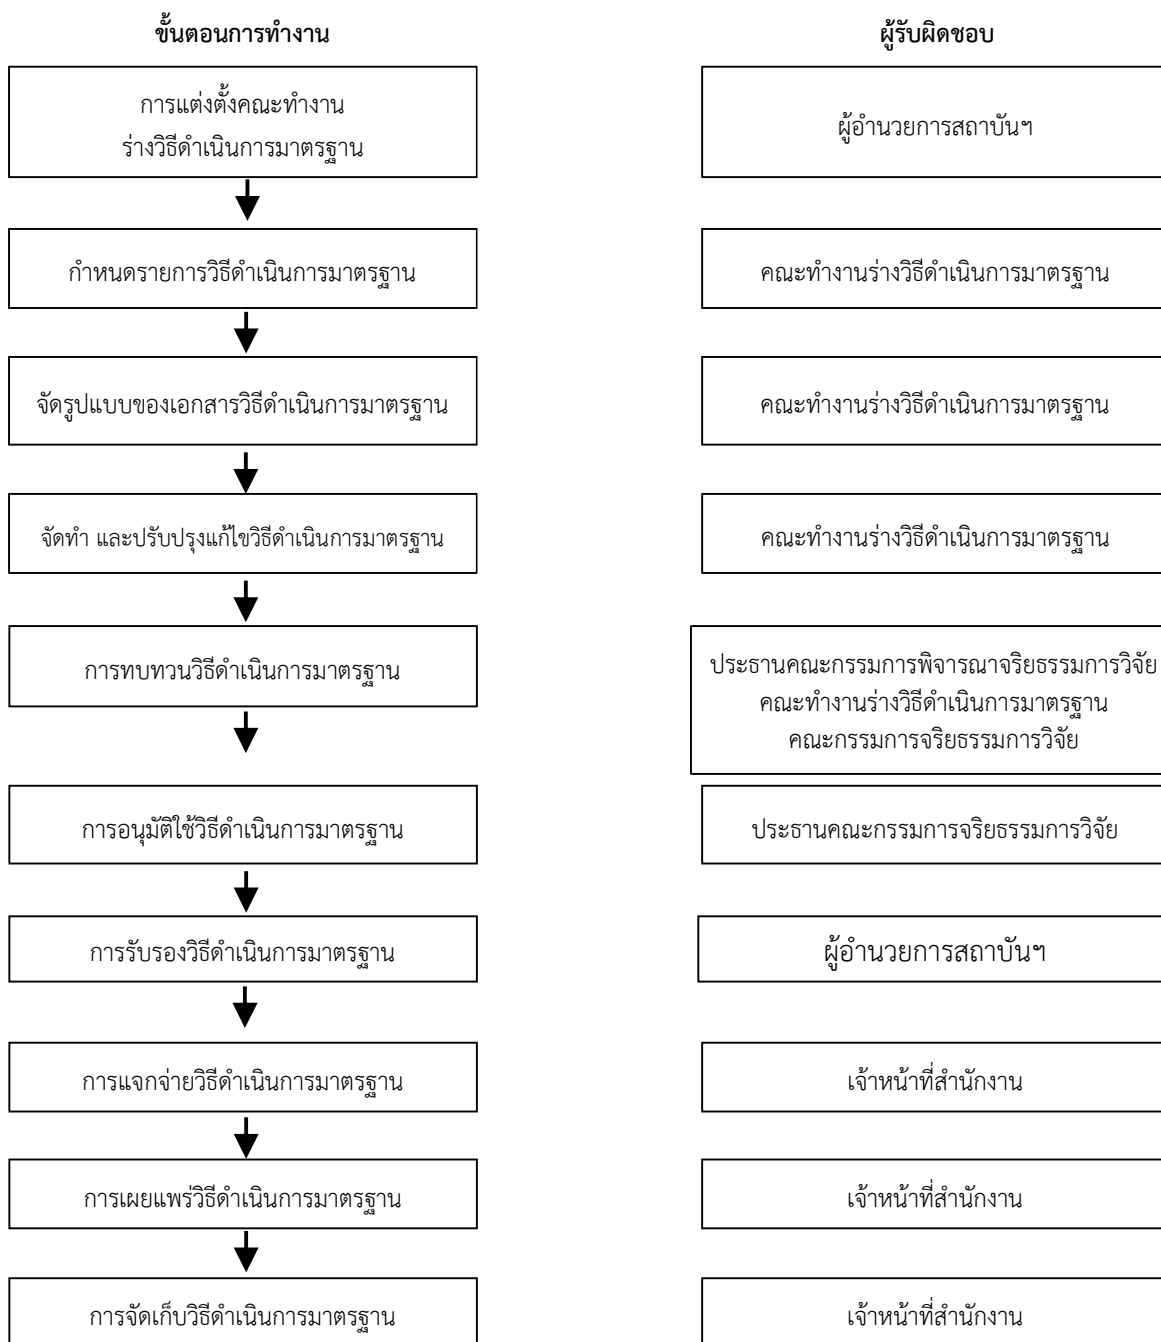 ขั้นตอนการทำงาน
ผู้รับผิดชอบ
การแต่งตั้งคณะทำงาน
ร่างวิธีดำเนินการมาตรฐาน
ผู้อำนวยการสถาบันฯ
กำหนดรายการวิธีดำเนินการมาตรฐาน
คณะทำงานร่างวิธีดำเนินการมาตรฐาน
จัดรูปแบบของเอกสารวิธีดำเนินการมาตรฐาน
คณะทำงานร่างวิธีดำเนินการมาตรฐาน
จัดทำ และปรับปรุงแก้ไขวิธีดำเนินการมาตรฐาน
คณะทำงานร่างวิธีดำเนินการมาตรฐาน
การทบทวนวิธีดำเนินการมาตรฐาน
ประธานคณะกรรมการพิจารณาจริยธรรมการวิจัย
คณะทำงานร่างวิธีดำเนินการมาตรฐาน
คณะกรรมการจริยธรรมการวิจัย
การอนุมัติใช้วิธีดำเนินการมาตรฐาน
ประธานคณะกรรมการจริยธรรมการวิจัย
การรับรองวิธีดำเนินการมาตรฐาน
ผู้อำนวยการสถาบันฯ
การแจกจ่ายวิธีดำเนินการมาตรฐาน
เจ้าหน้าที่สำนักงาน
การเผยแพร่วิธีดำเนินการมาตรฐาน
เจ้าหน้าที่สำนักงาน
การจัดเก็บวิธีดำเนินการมาตรฐาน
เจ้าหน้าที่สำนักงาน